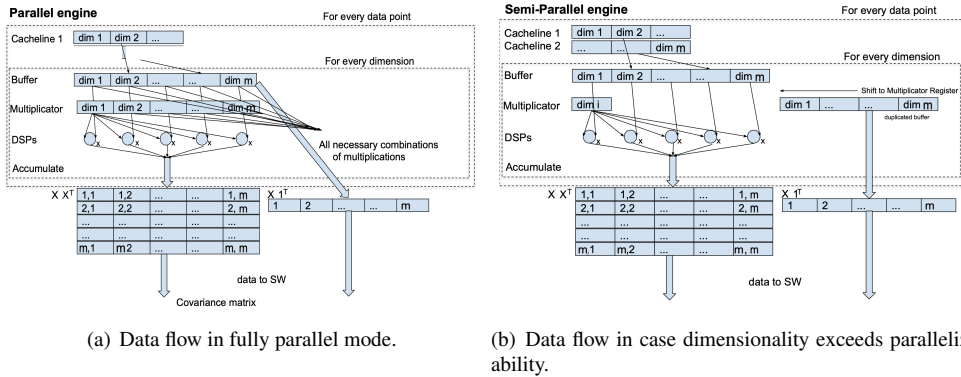 Parallel engine
For every data point
Cacheline 1 dim 1 dim 2 ...
For every dimension
Buffer dim 1 dim 2 ... ... dim m
Multiplicator dim 1 dim 2 ... ... dim m
DSPs x x x x x
All necessary combinations
of multiplications
Accumulate
X Xᵀ 1,1 1,2 ... ... 1, m
X 1ᵀ
2,1 2,2 ... ... 2, m
1 2 ... ... m
... ... ... ... ...
... ... ... ... ...
m,1 m 2 ... ... m, m
data to SW
Covariance matrix
(a) Data flow in fully parallel mode.
Semi-Parallel engine
For every data point
Cacheline 1 dim 1 dim 2 ...
Cacheline 2 ... ... dim m
For every dimension
Buffer dim 1 dim 2 ... ... dim m
Shift to Multiplicator Register
Multiplicator dim i
dim 1 ... ... dim m
duplicated buffer
DSPs x x x x x
Accumulate
X Xᵀ 1,1 1,2 ... ... 1, m
X 1ᵀ
2,1 2,2 ... ... 2, m
1 2 ... ... m
... ... ... ... ...
... ... ... ... ...
m,1 m,2 ... ... m, m
data to SW
(b) Data flow in case dimensionality exceeds paralleli
ability.